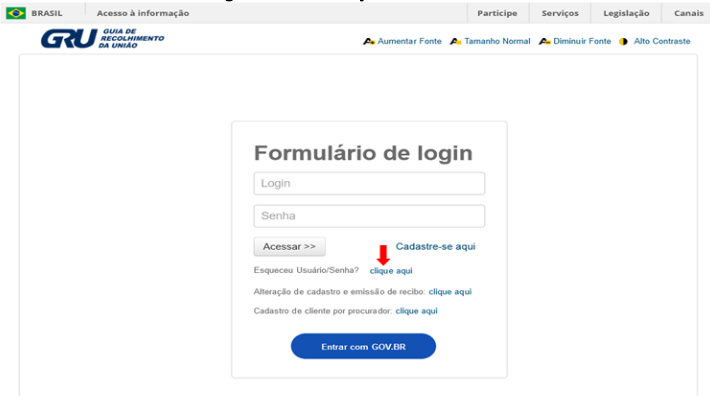 BRASIL Acesso à informação Participe Serviços Legislação Canais
GRU GUIA DE RECOLHIMENTO DA UNIÃO
Aumentar Fonte Tamanho Normal Diminuir Fonte Alto Contraste
Formulário de login
Login
Senha
Acessar >> Cadastre-se aqui
Esqueceu Usuário/Senha? clique aqui
Alteração de cadastro e emissão de recibo: clique aqui
Cadastro de cliente por procurador: clique aqui
Entrar com GOV.BR